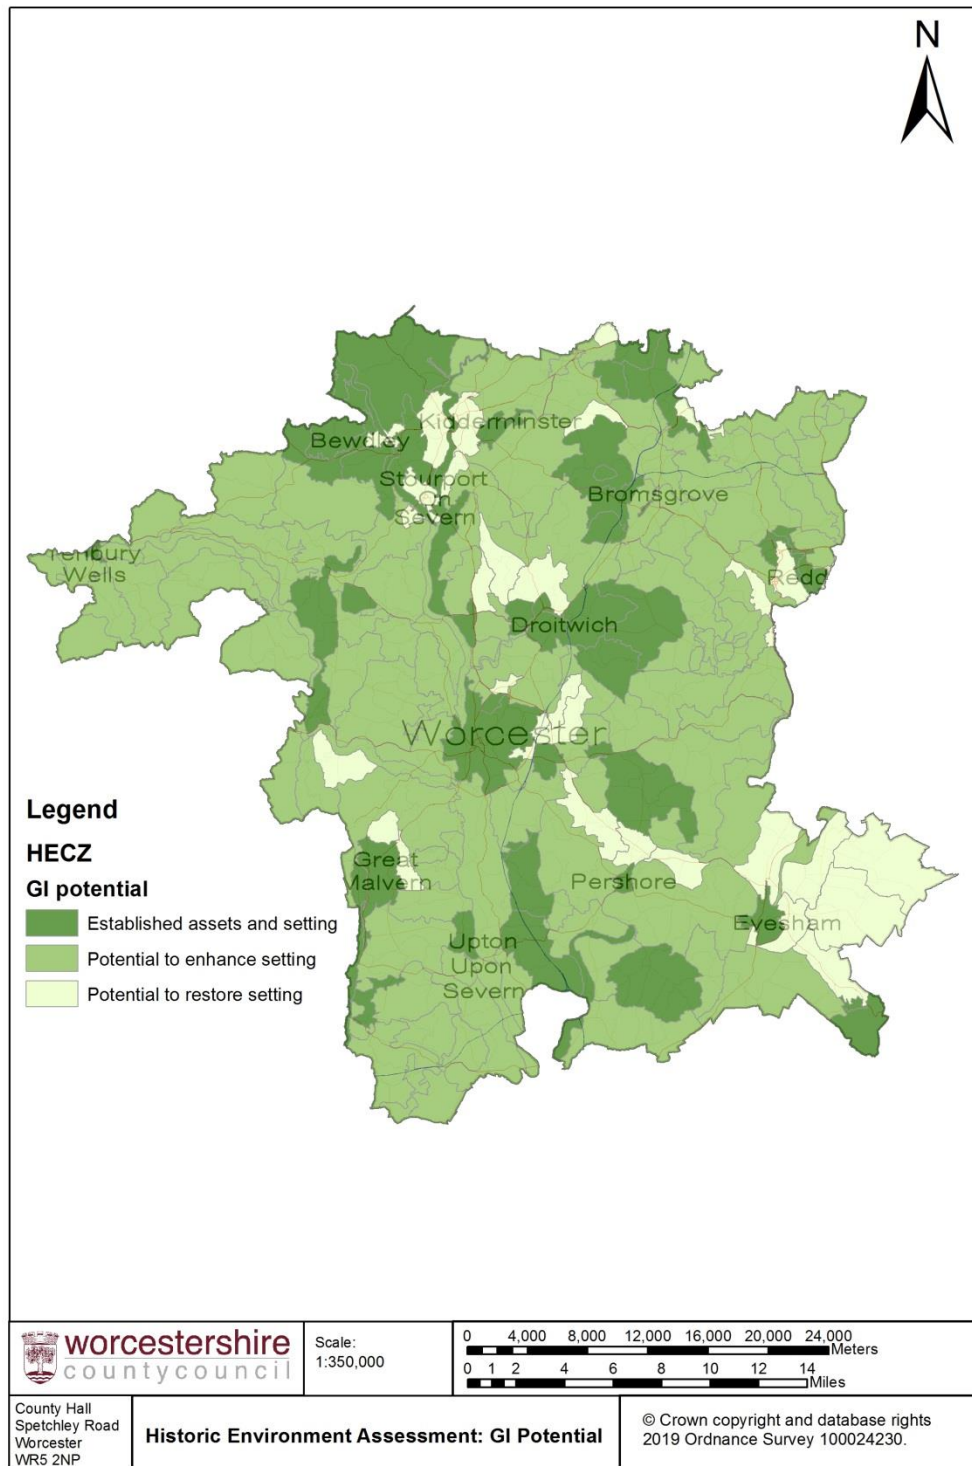 N
Kidderminster
Bewdley
Stourport
On
Severn
Bromsgrove
Tenbury
Wells
Redd
Droitwich
Worcester
Legend
HECZ
GI potential
Established assets and setting
Potential to enhance setting
Potential to restore setting
Great
Malvern
Pershore
Evesham
Upton
Upon
Severn
worcestershire
countycouncil
Scale:
1:350,000
0 4,000 8,000 12,000 16,000 20,000 24,000
Meters
0 1 2 4 6 8 10 12 14
Miles
County Hall
Spetchley Road
Worcester
WR5 2NP
Historic Environment Assessment: GI Potential
© Crown copyright and database rights
2019 Ordnance Survey 100024230.